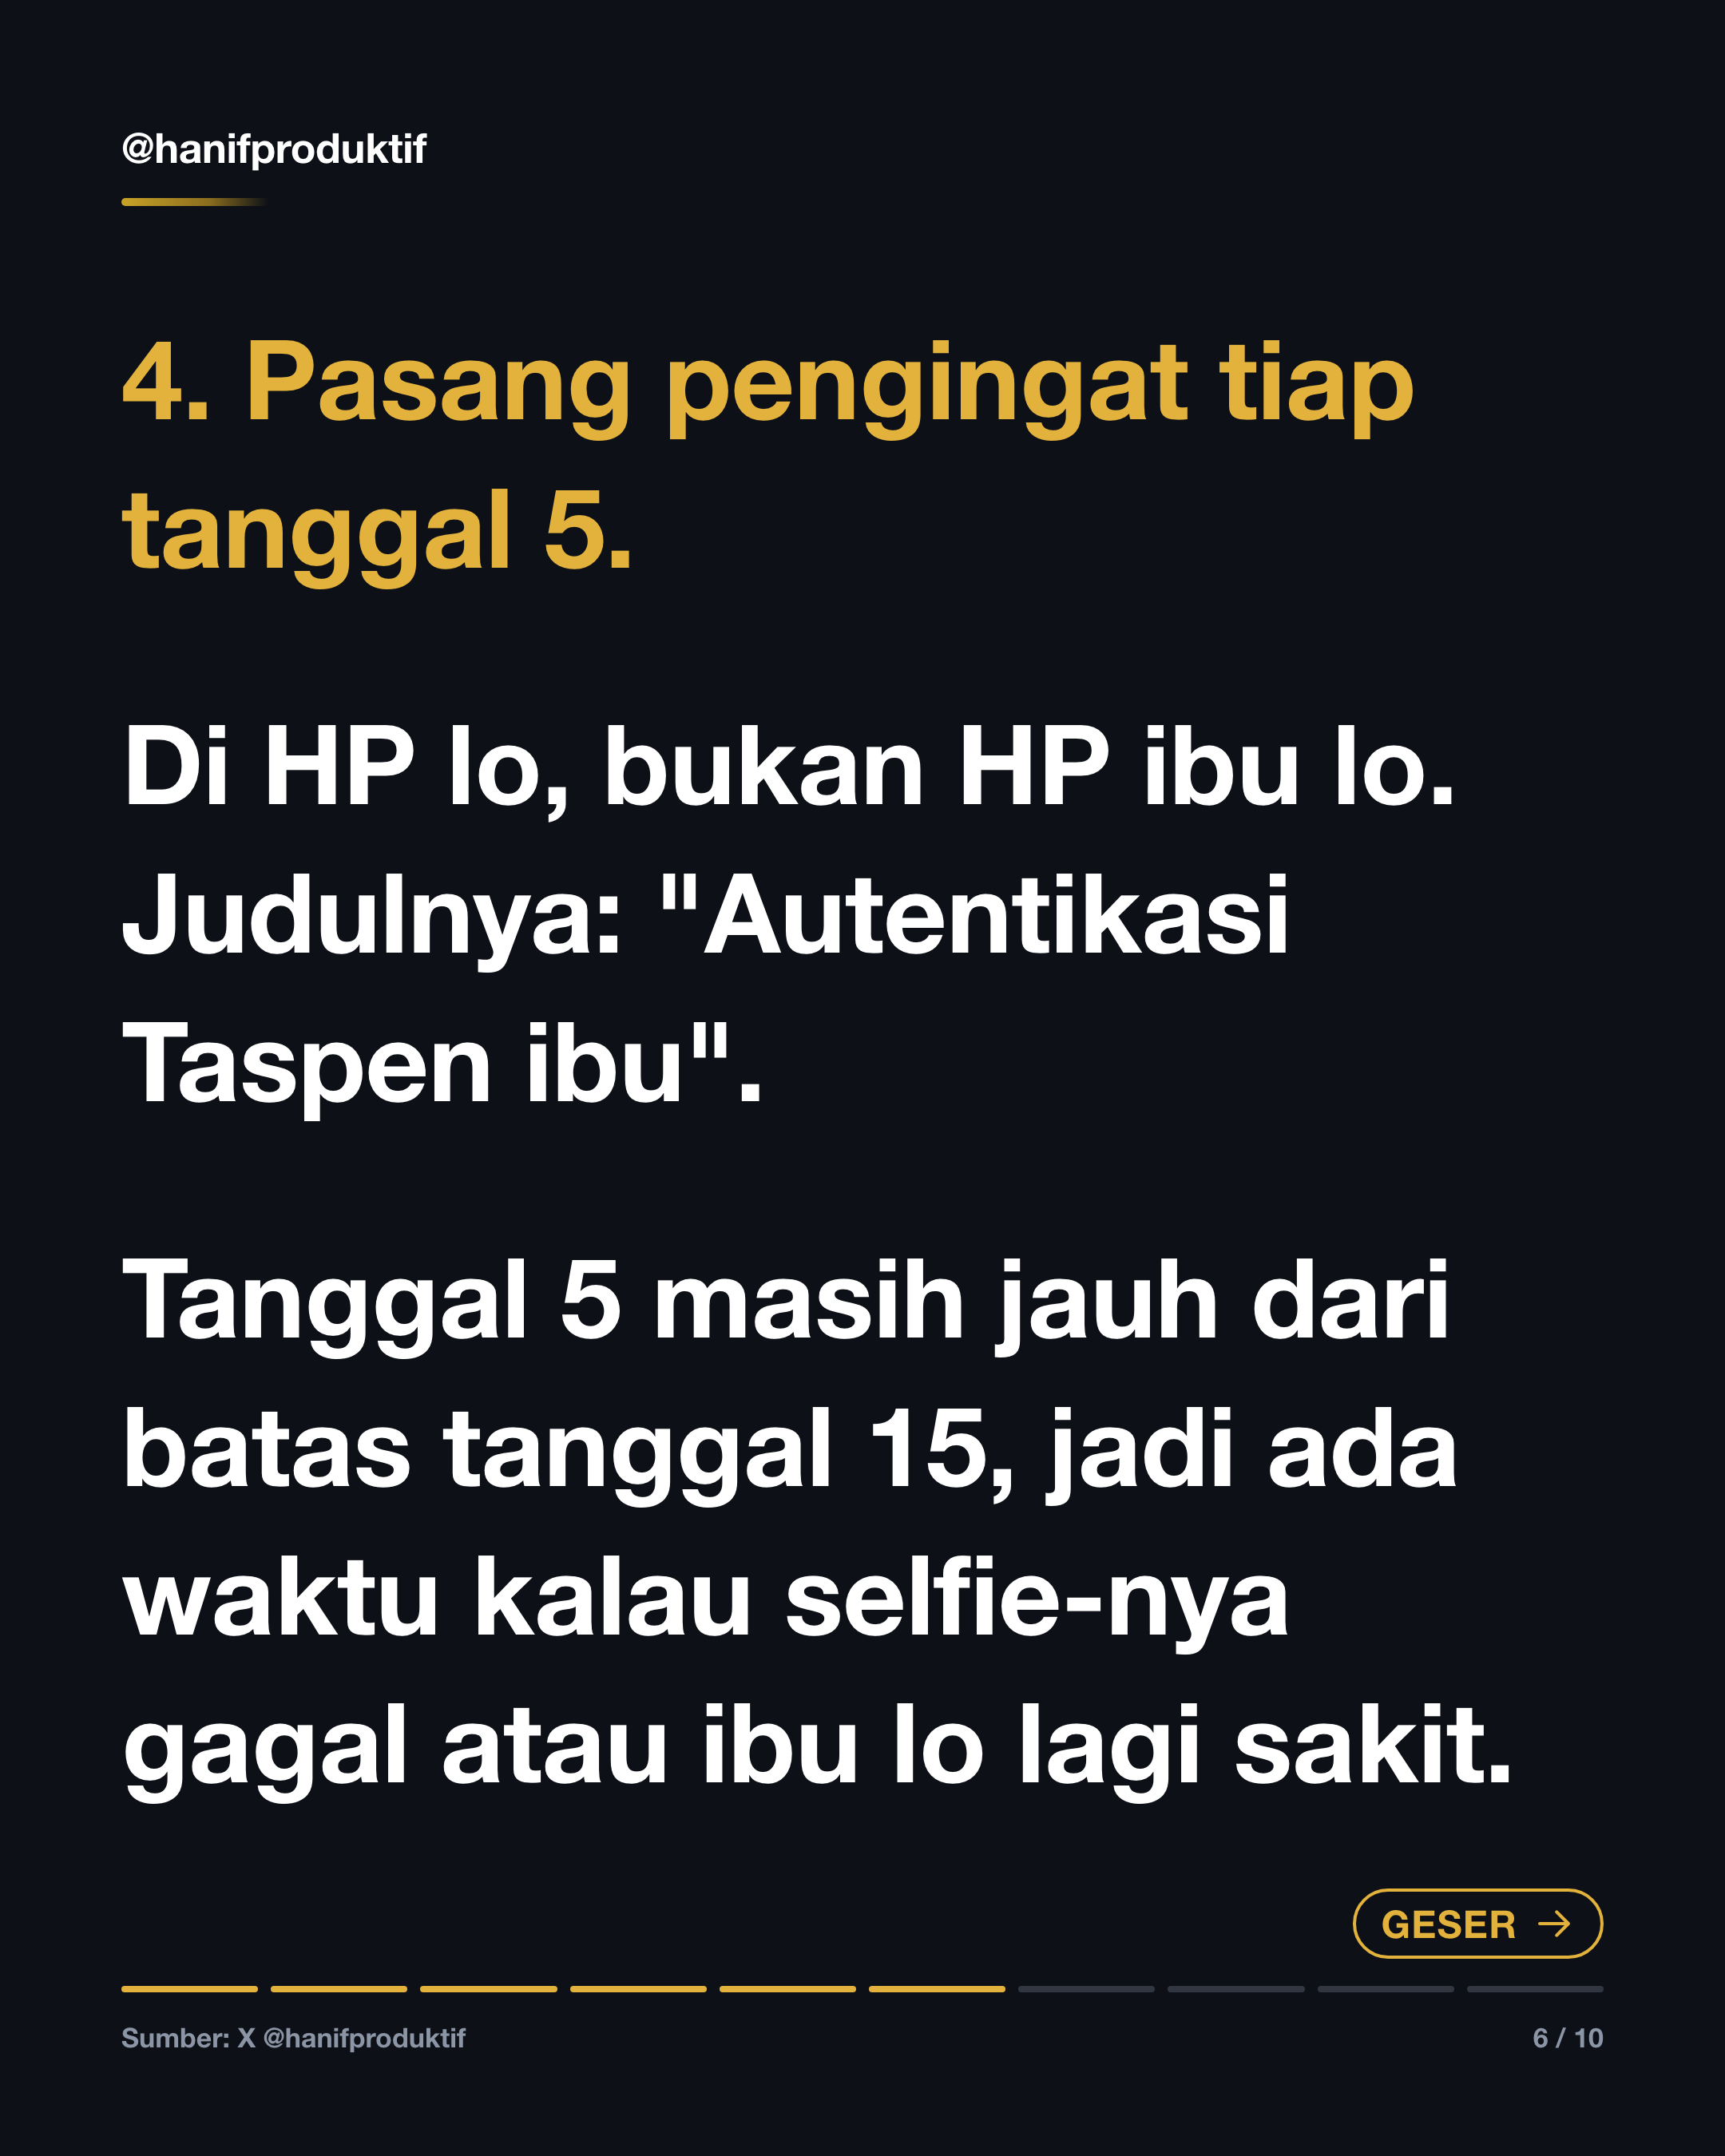 @hanifproduktif
4. Pasang pengingat tiap
tanggal 5.
Di HP lo, bukan HP ibu lo.
Judulnya: "Autentikasi
Taspen ibu".
Tanggal 5 masih jauh dari
batas tanggal 15, jadi ada
waktu kalau selfie-nya
gagal atau ibu lo lagi sakit.
GESER →
Sumber: X @hanifproduktif
6 / 10